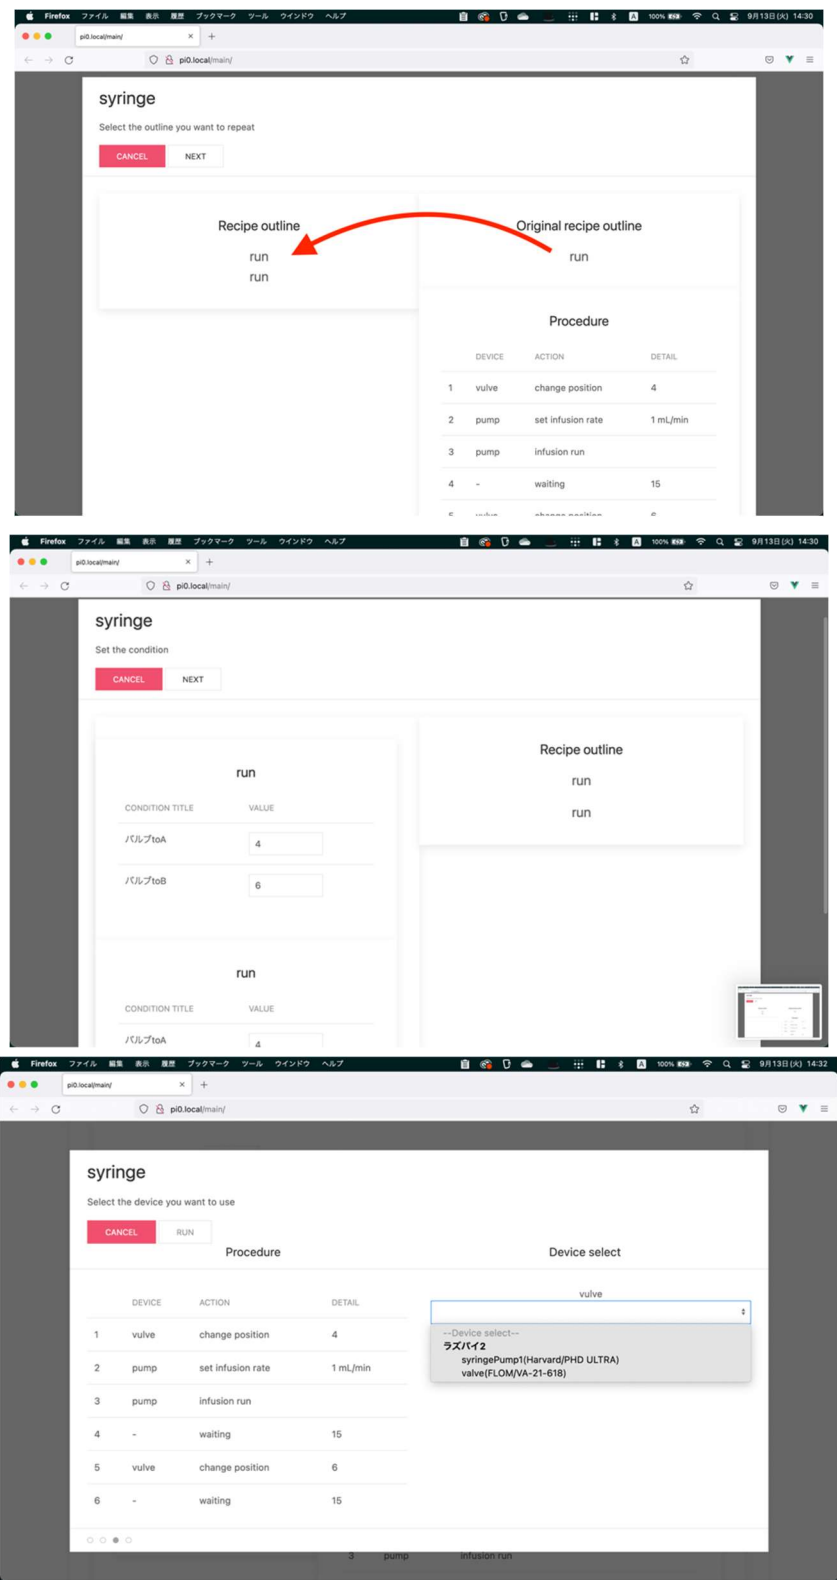 Firefox ファイル 編集 表示 履歴 ブックマーク ツール ウインドウ ヘルプ 100% 9月13日(火) 14:30
pi0.local/main/ × +
pi0.local/main/
syringe
Select the outline you want to repeat
CANCEL NEXT
Recipe outline
run
run
Original recipe outline
run
Procedure
DEVICE ACTION DETAIL
1 vulve change position 4
2 pump set infusion rate 1 mL/min
3 pump infusion run
4 - waiting 15
5 vulve change position 6
Firefox ファイル 編集 表示 履歴 ブックマーク ツール ウインドウ ヘルプ 100% 9月13日(火) 14:30
pi0.local/main/ × +
pi0.local/main/
syringe
Set the condition
CANCEL NEXT
run
CONDITION TITLE VALUE
バルブtoA 4
バルブtoB 6
run
CONDITION TITLE VALUE
バルブtoA 4
Recipe outline
run
run
Firefox ファイル 編集 表示 履歴 ブックマーク ツール ウインドウ ヘルプ 100% 9月13日(火) 14:32
pi0.local/main/ × +
pi0.local/main/
syringe
Select the device you want to use
CANCEL RUN
Procedure
DEVICE ACTION DETAIL
1 vulve change position 4
2 pump set infusion rate 1 mL/min
3 pump infusion run
4 - waiting 15
5 vulve change position 6
6 - waiting 15
Device select
vulve
--Device select--
ラズパイ2
syringePump1(Harvard/PHD ULTRA)
valve(FLOM/VA-21-618)
3 pump infusion run